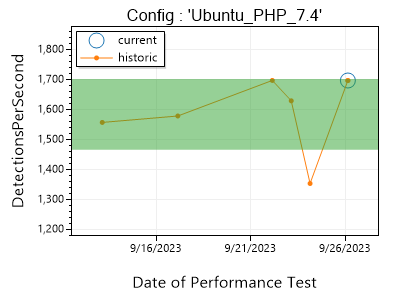 Config : 'Ubuntu_PHP_7.4'
current
historic
DetectionsPerSecond
1,800
1,700
1,600
1,500
1,400
1,300
1,200
9/16/2023 9/21/2023 9/26/2023
Date of Performance Test